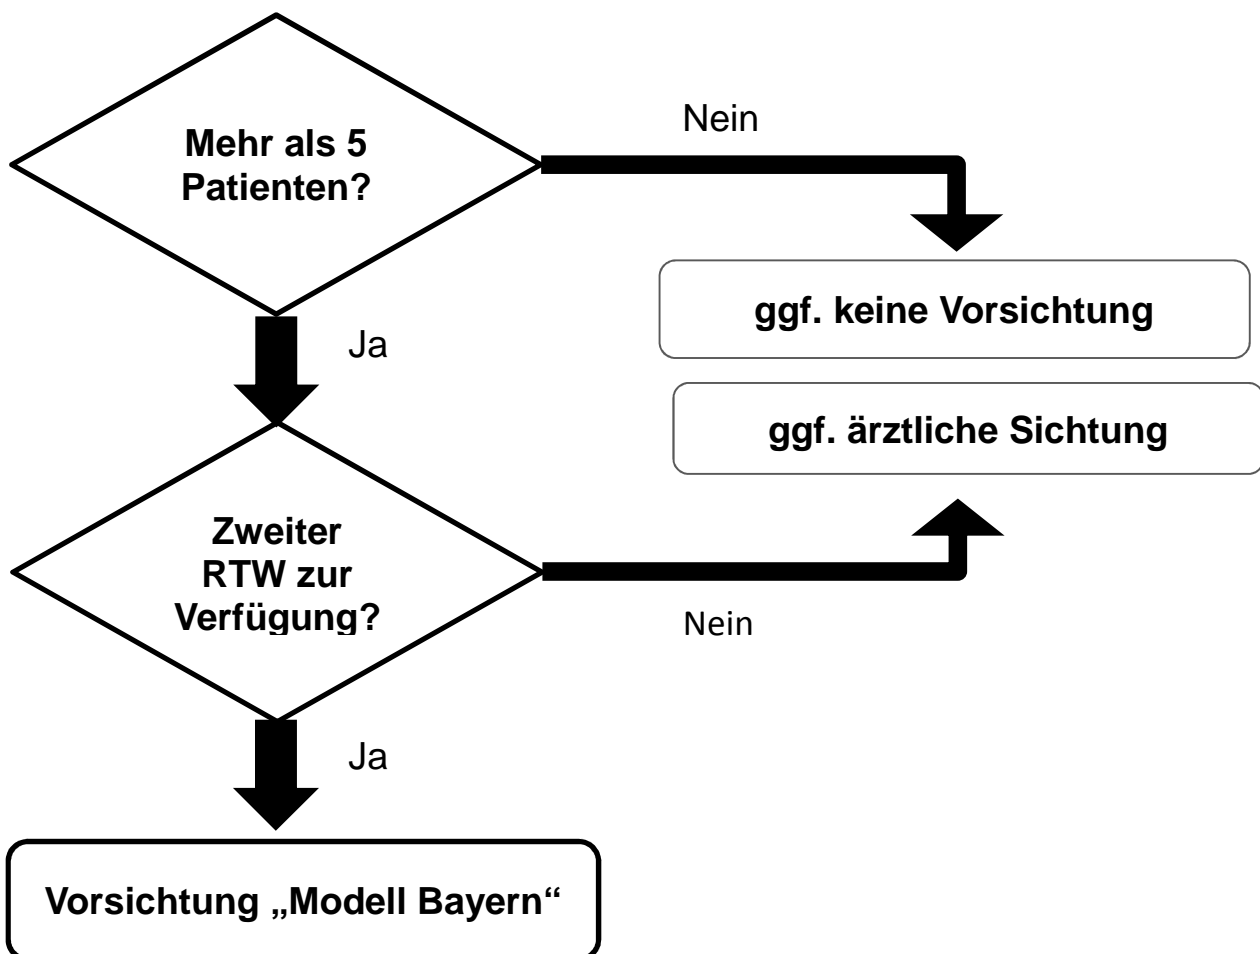 Mehr als 5
Patienten?
Nein
ggf. keine Vorsichtung
Ja
ggf. ärztliche Sichtung
Zweiter
RTW zur
Verfügung?
Nein
Ja
Vorsichtung „Modell Bayern“